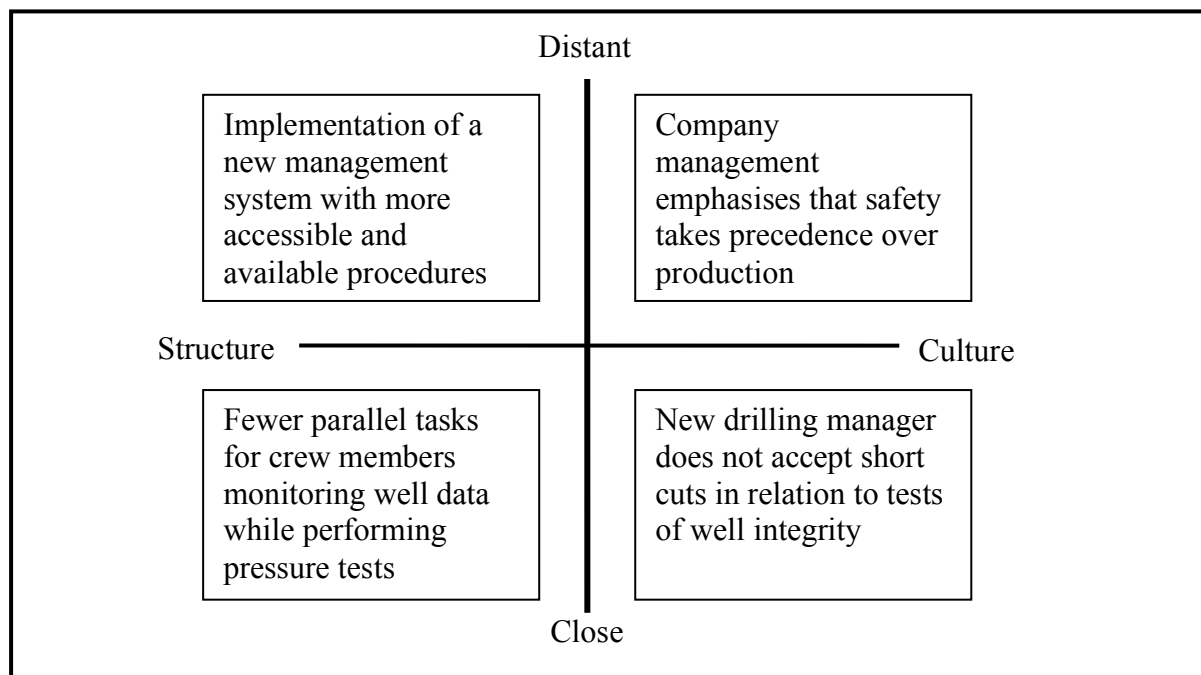 Distant
Implementation of a
new management
system with more
accessible and
available procedures
Company
management
emphasises that safety
takes precedence over
production
Structure
Culture
Fewer parallel tasks
for crew members
monitoring well data
while performing
pressure tests
New drilling manager
does not accept short
cuts in relation to tests
of well integrity
Close